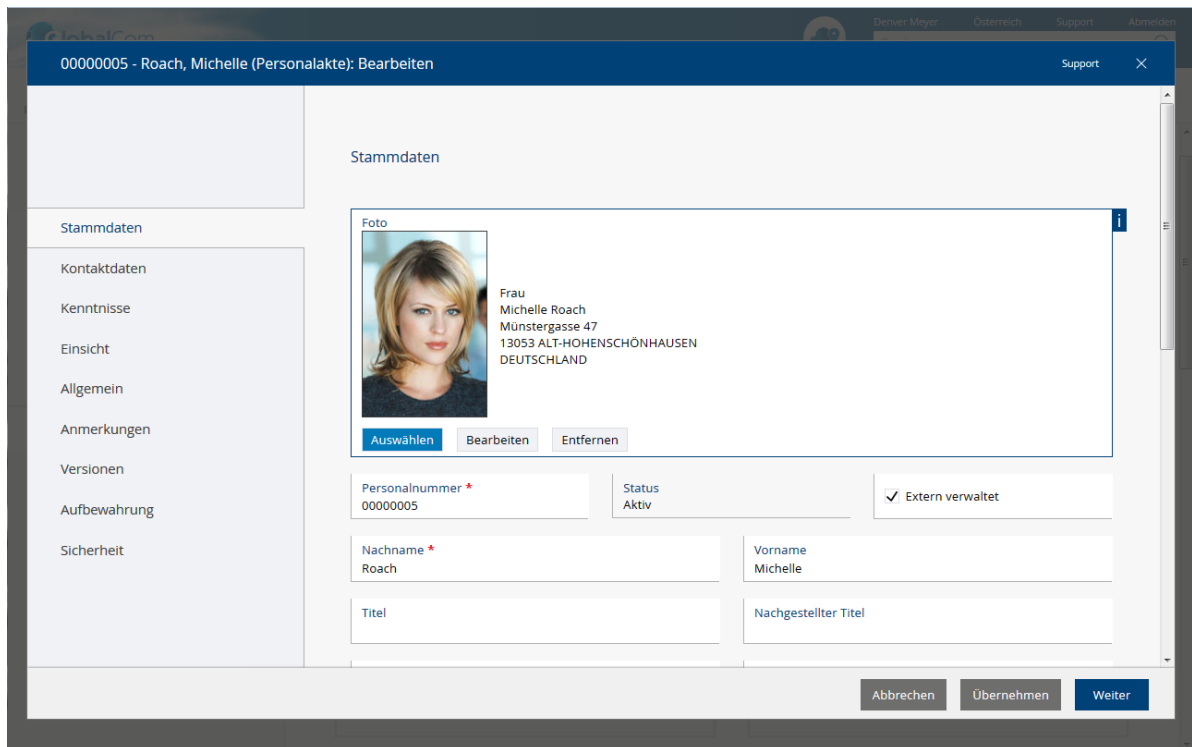 GlobalCom
Denver Meyer
Österreich
Support
Abmelden
00000005 - Roach, Michelle (Personalakte): Bearbeiten
Support
Stammdaten
Kontaktdaten
Kenntnisse
Einsicht
Allgemein
Anmerkungen
Versionen
Aufbewahrung
Sicherheit
Stammdaten
Foto
i
Frau
Michelle Roach
Münstergasse 47
13053 ALT-HOHENSCHÖNHAUSEN
DEUTSCHLAND
Auswählen
Bearbeiten
Entfernen
Personalnummer *
00000005
Status
Aktiv
Extern verwaltet
Nachname *
Roach
Vorname
Michelle
Titel
Nachgestellter Titel
Abbrechen
Übernehmen
Weiter